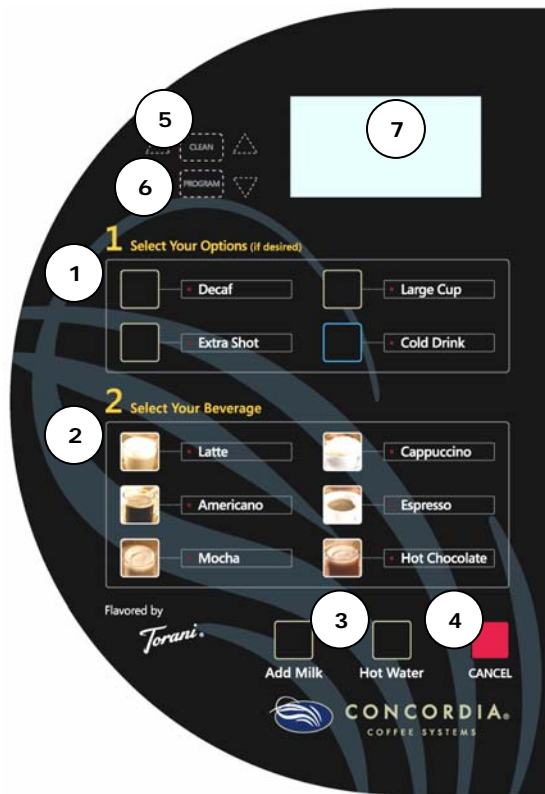 5
7
CLEAN
6
PROGRAM
1 Select Your Options (if desired)
1
Decaf
Large Cup
Extra Shot
Cold Drink
2 Select Your Beverage
2
Latte
Cappuccino
Americano
Espresso
Mocha
Hot Chocolate
Flavored by
Torani®
3
4
Add Milk
Hot Water
CANCEL
CONCORDIA®
COFFEE SYSTEMS